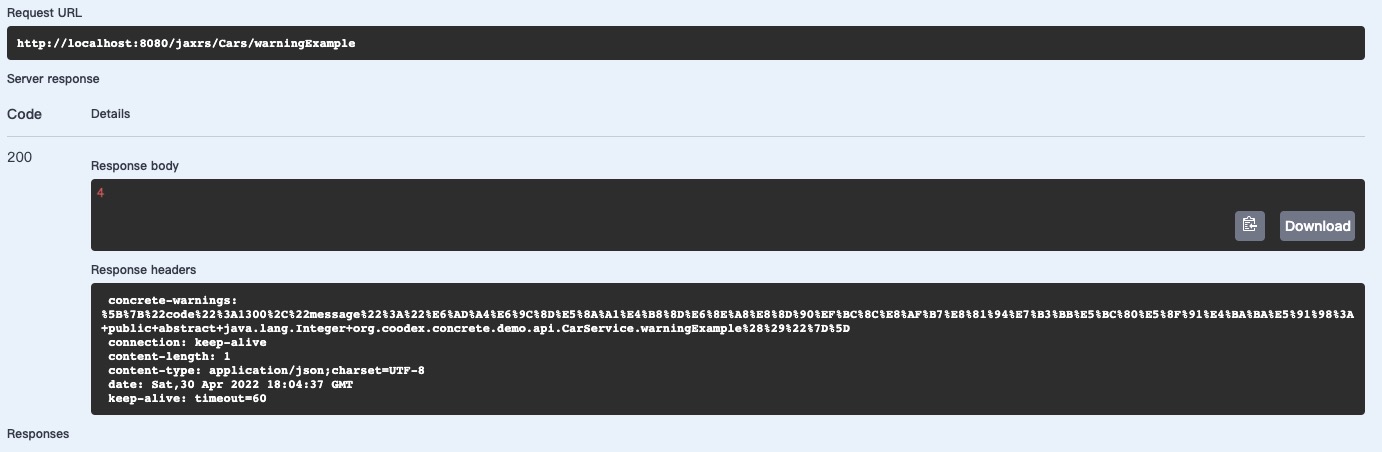 Request URL
http://localhost:8080/jaxrs/Cars/warningExample
Server response
Code Details
200
Response body
4
Download
Response headers
concrete-warnings:
%5B%7B%22code%22%3A1300%2C%22message%22%3A%22%E6%AD%A4%E6%9C%8D%E5%8A%A1%E4%B8%8D%E6%8E%A8%E8%8D%90%EF%BC%8C%E8%AF%B7%E8%81%94%E7%B3%BB%E5%BC%80%E5%8F%91%E4%BA%BA%E5%91%98%3A
+public+abstract+java.lang.Integer+org.coodex.concrete.demo.api.CarService.warningExample%28%29%22%7D%5D
connection: keep-alive
content-length: 1
content-type: application/json;charset=UTF-8
date: Sat,30 Apr 2022 18:04:37 GMT
keep-alive: timeout=60
Responses